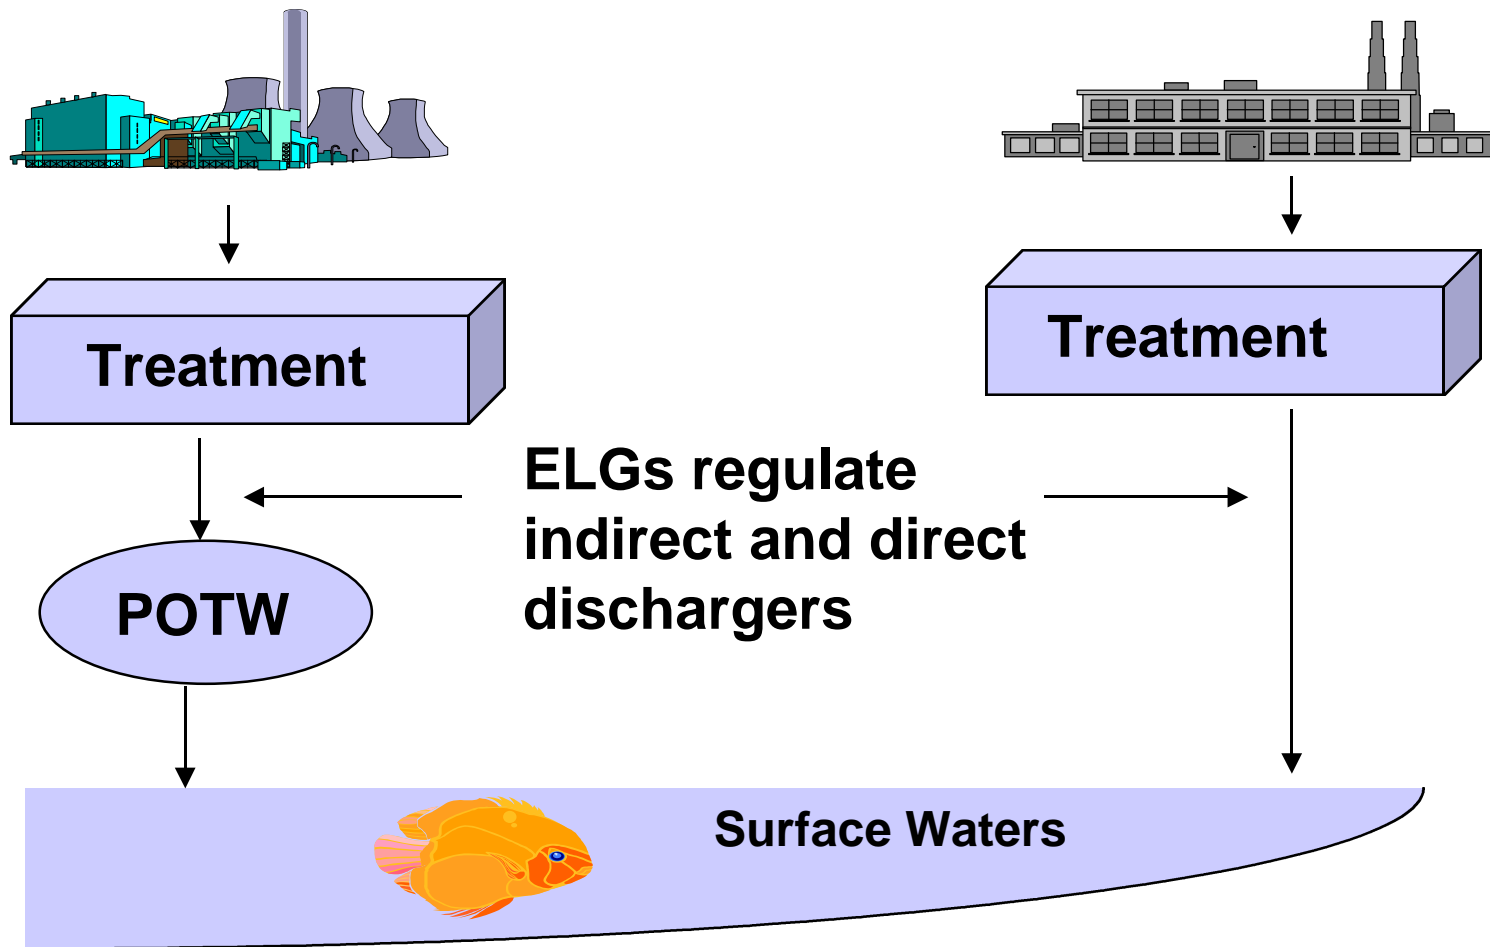 Treatment
Treatment
ELGs regulate
indirect and direct
dischargers
POTW
Surface Waters